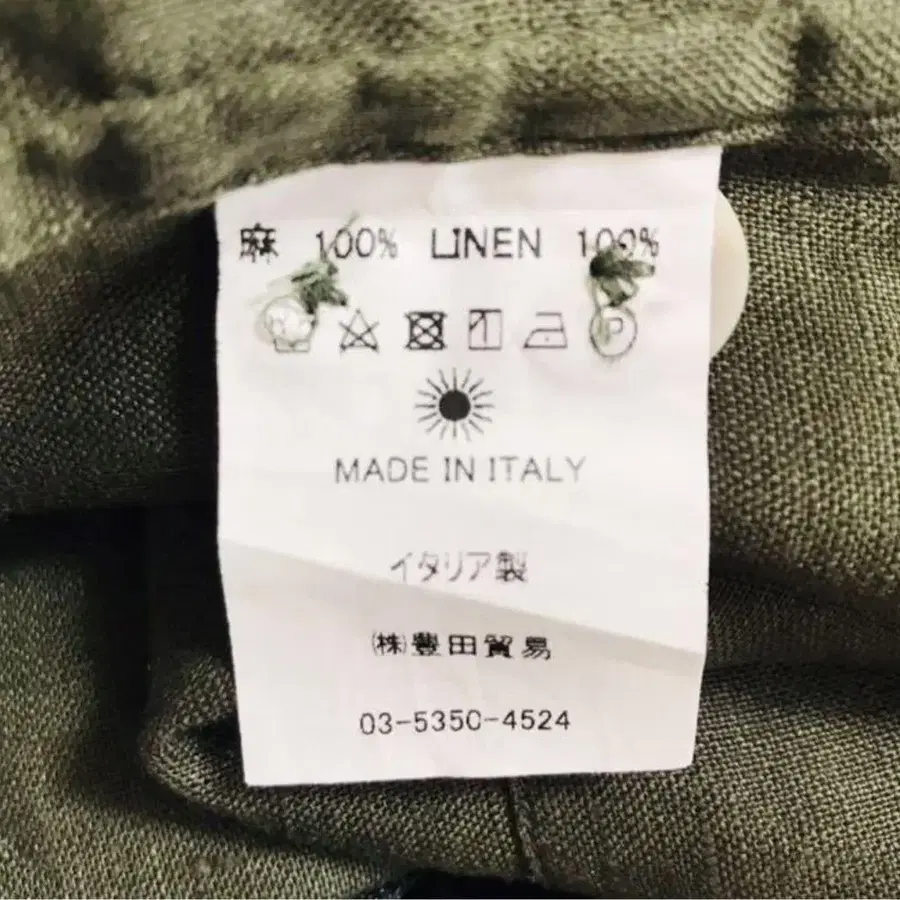 麻 100% LINEN 100%
P
MADE IN ITALY
イタリア製
㈱豊田貿易
03-5350-4524